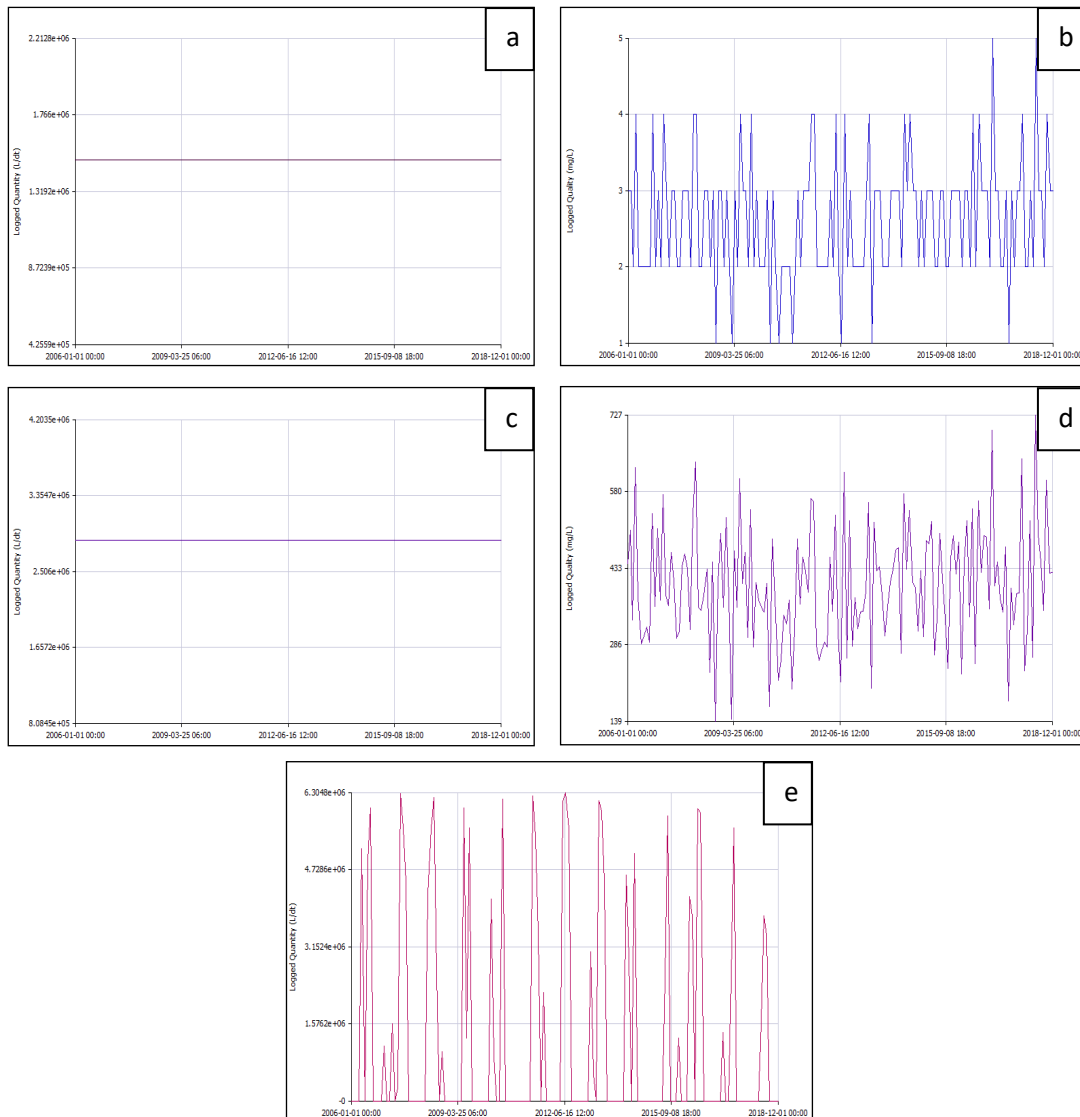 a
Logged Quantity (L/dt)
2.2128e+06
1.766e+06
1.3192e+06
8.7239e+05
4.2559e+05
2006-01-01 00:00 2009-03-25 06:00 2012-06-16 12:00 2015-09-08 18:00 2018-12-01 00:00
b
Logged Quality (mg/L)
5
4
3
2
1
2006-01-01 00:00 2009-03-25 06:00 2012-06-16 12:00 2015-09-08 18:00 2018-12-01 00:00
c
Logged Quantity (L/dt)
4.2035e+06
3.3547e+06
2.506e+06
1.6572e+06
8.0845e+05
2006-01-01 00:00 2009-03-25 06:00 2012-06-16 12:00 2015-09-08 18:00 2018-12-01 00:00
d
Logged Quality (mg/L)
727
580
433
286
139
2006-01-01 00:00 2009-03-25 06:00 2012-06-16 12:00 2015-09-08 18:00 2018-12-01 00:00
e
Logged Quantity (L/dt)
6.3048e+06
4.7286e+06
3.1524e+06
1.5762e+06
-0
2006-01-01 00:00 2009-03-25 06:00 2012-06-16 12:00 2015-09-08 18:00 2018-12-01 00:00